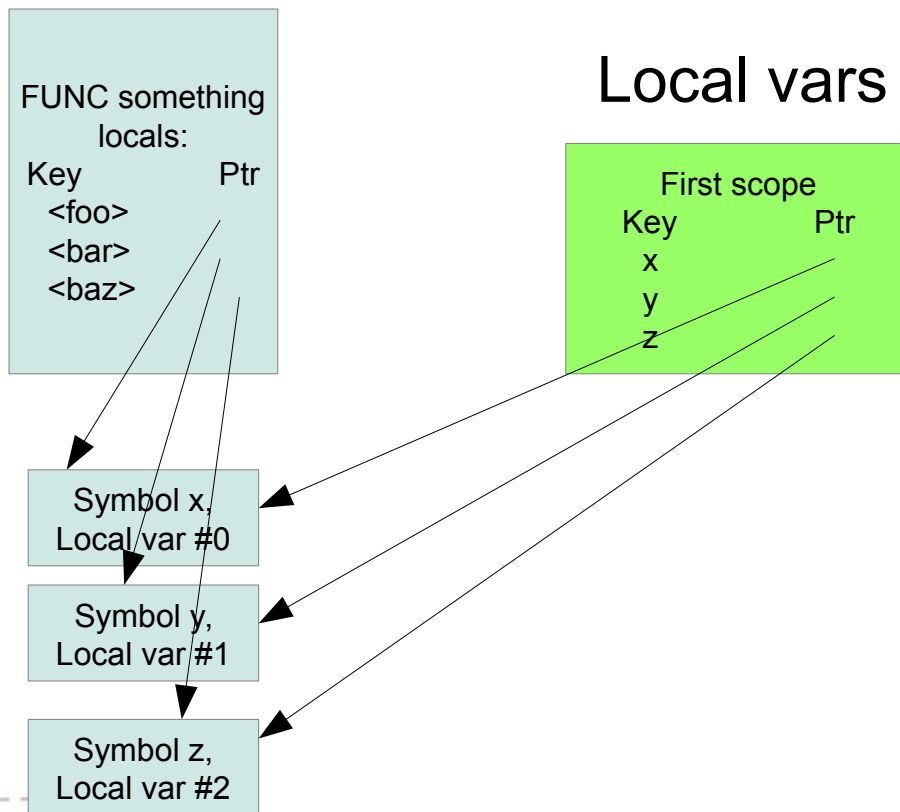 Local vars
FUNC something
locals:
Key Ptr
<foo>
<bar>
<baz>
First scope
Key Ptr
x
y
z
Symbol x,
Local var #0
Symbol y,
Local var #1
Symbol z,
Local var #2